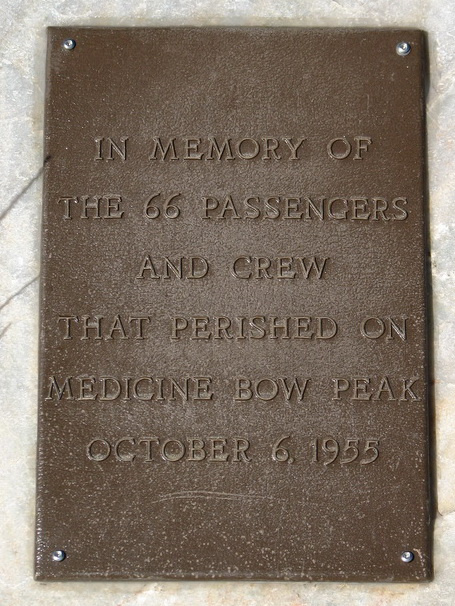 IN MEMORY OF
THE 66 PASSENGERS
AND CREW
THAT PERISHED ON
MEDICINE BOW PEAK
OCTOBER 6, 1955